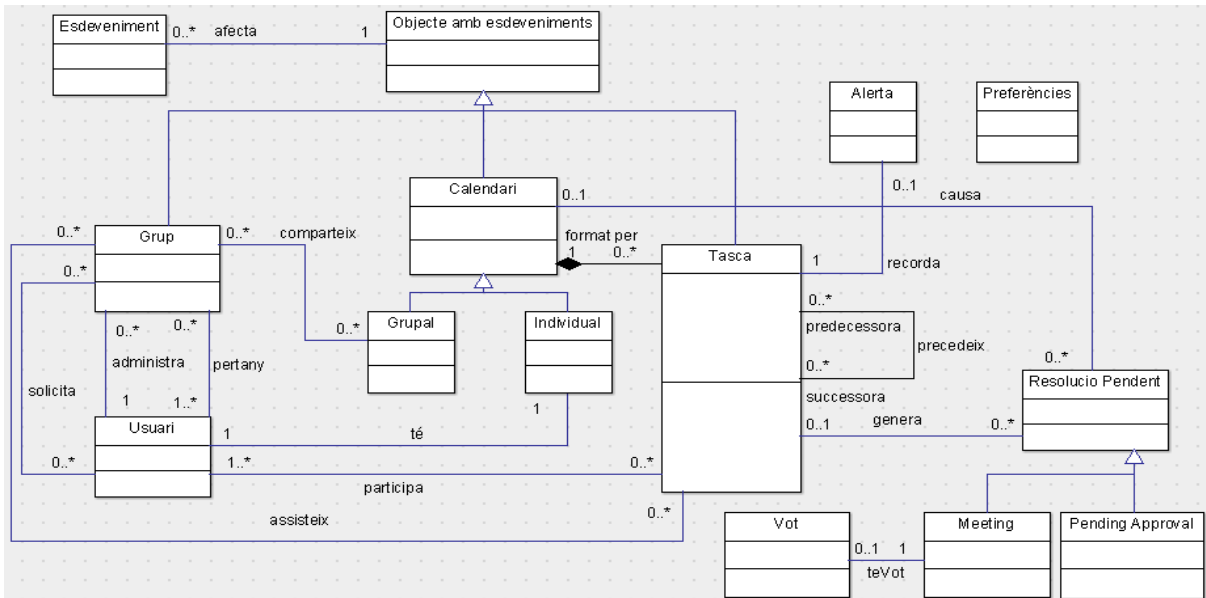 Esdeveniment
0..*
afecta
1
Objecte amb esdeveniments
Alerta
Preferències
Calendari
0..1
0..1
causa
Grup
0..*
0..*
comparteix
format per
1
0..*
Tasca
1
recorda
0..*
0..*
predecessora
precedeix
0..*
successora
Grupal
Individual
0..*
0..*
0..*
administra
pertany
solicita
1
1..*
1
0..*
Resolucio Pendent
Usuari
1
té
0..1
genera
0..*
0..*
1..*
0..*
participa
assisteix
0..*
Vot
0..1
1
teVot
Meeting
Pending Approval